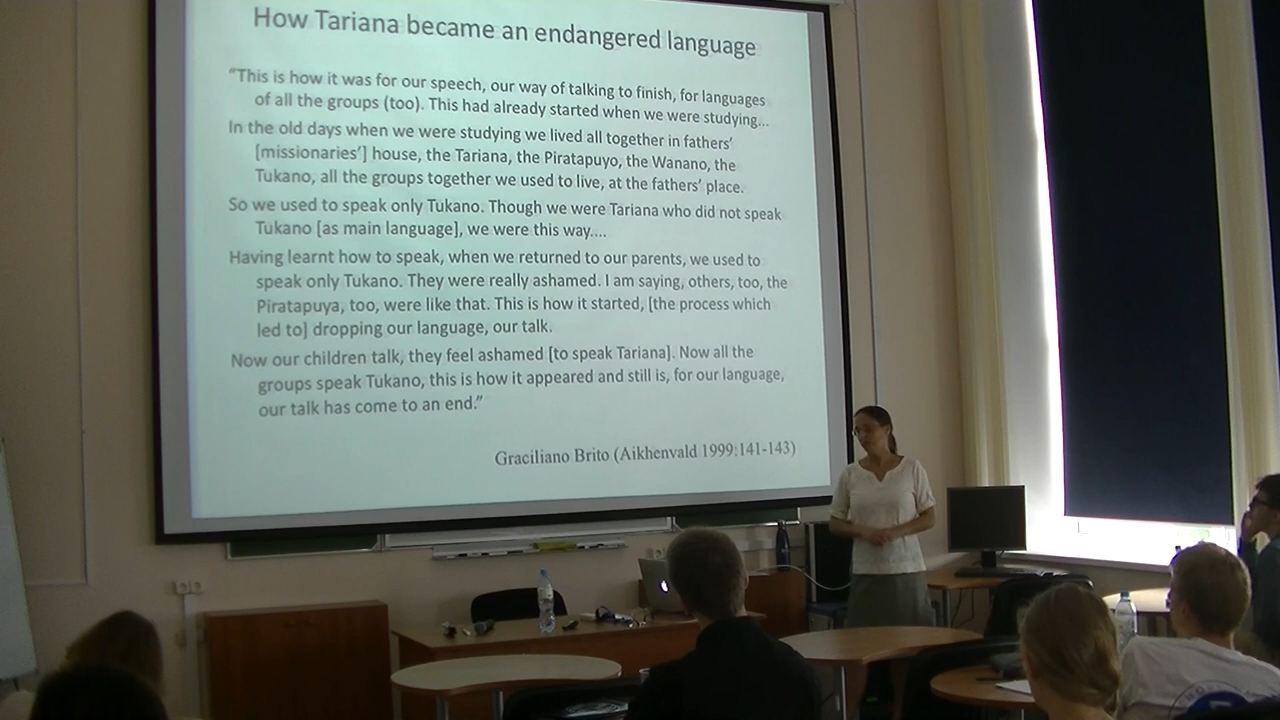 How Tariana became an endangered language
“This is how it was for our speech, our way of talking to finish, for languages
of all the groups (too). This had already started when we were studying...
In the old days when we were studying we lived all together in fathers’
[missionaries’] house, the Tariana, the Piratapuyo, the Wanano, the
Tukano, all the groups together we used to live, at the fathers’ place.
So we used to speak only Tukano. Though we were Tariana who did not speak
Tukano [as main language], we were this way....
Having learnt how to speak, when we returned to our parents, we used to
speak only Tukano. They were really ashamed. I am saying, others, too, the
Piratapuya, too, were like that. This is how it started, [the process which
led to] dropping our language, our talk.
Now our children talk, they feel ashamed [to speak Tariana]. Now all the
groups speak Tukano, this is how it appeared and still is, for our language,
our talk has come to an end.”
Graciliano Brito (Aikhenvald 1999:141-143)